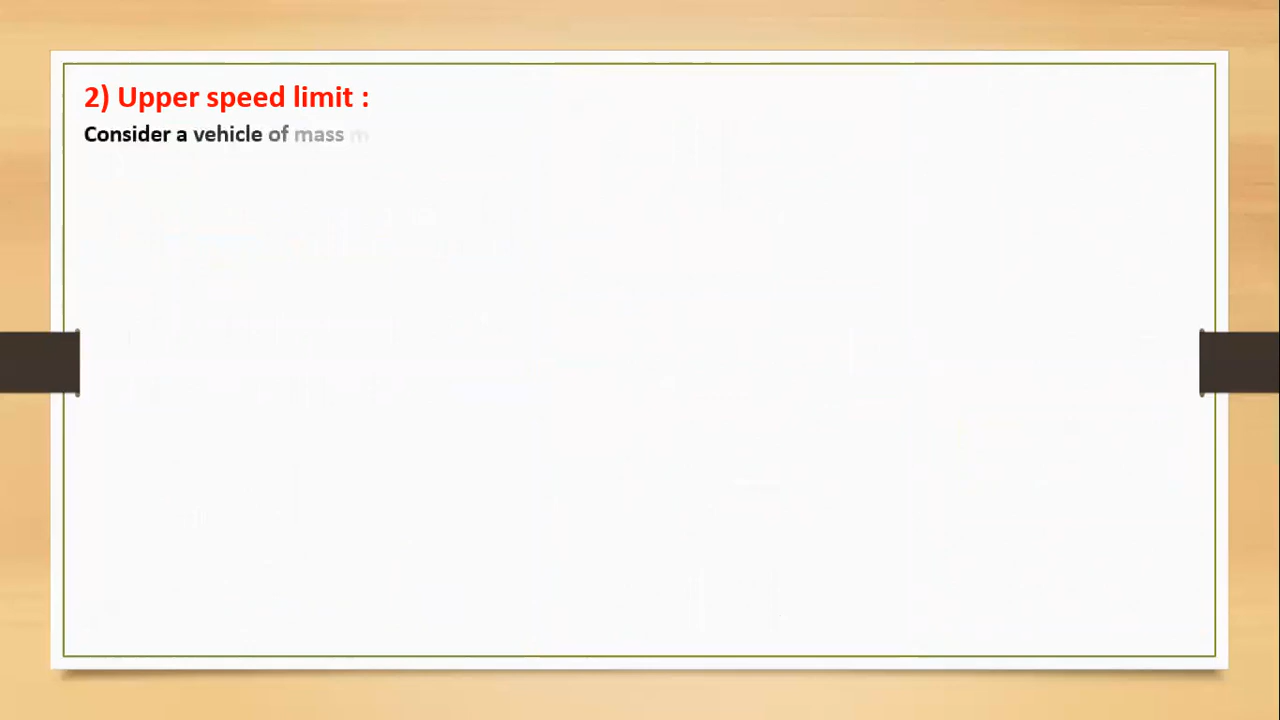 2) Upper speed limit :
Consider a vehicle of mass m